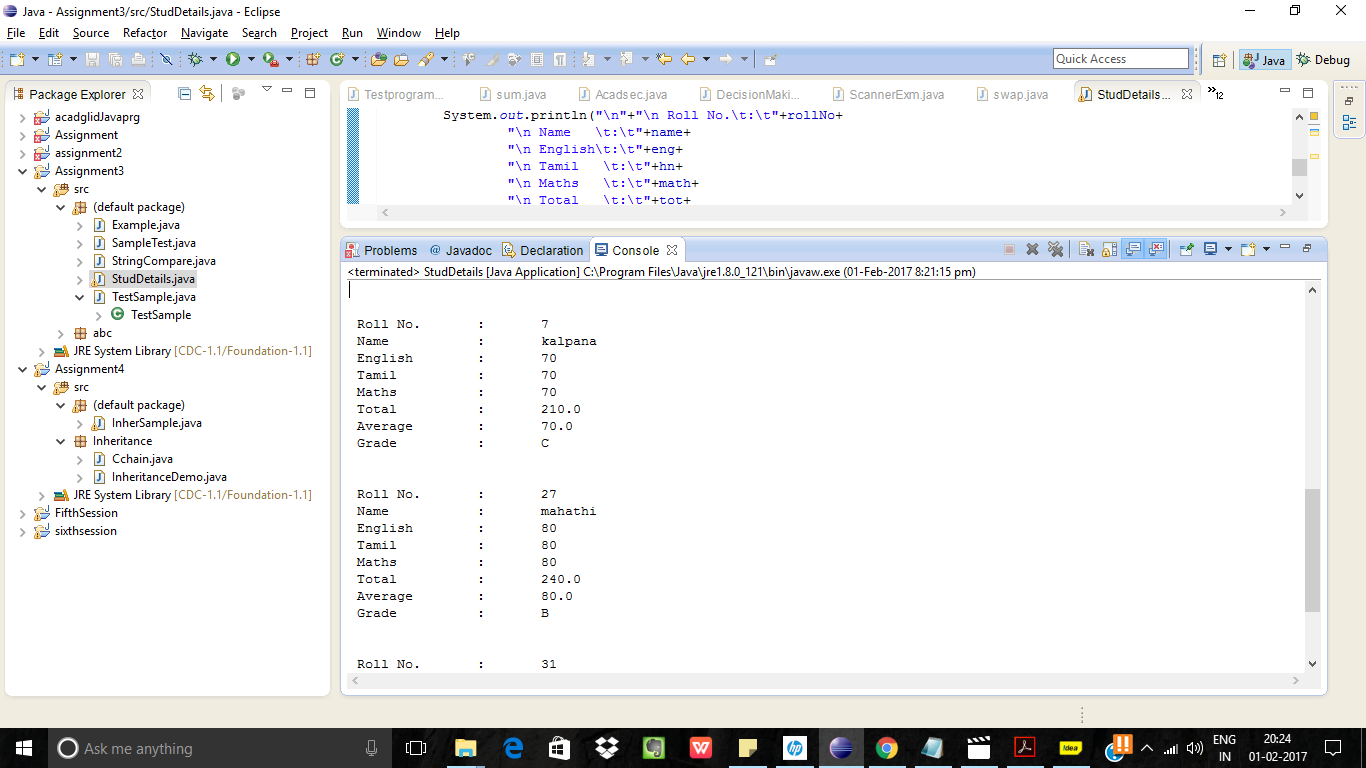 Java - Assignment3/src/StudDetails.java - Eclipse
File Edit Source Refactor Navigate Search Project Run Window Help
Quick Access
Java
Debug
Package Explorer
acadglidJavaprg
Assignment
assignment2
Assignment3
src
(default package)
Example.java
SampleTest.java
StringCompare.java
StudDetails.java
TestSample.java
TestSample
abc
JRE System Library [CDC-1.1/Foundation-1.1]
Assignment4
src
(default package)
InherSample.java
Inheritance
Cchain.java
InheritanceDemo.java
JRE System Library [CDC-1.1/Foundation-1.1]
FifthSession
sixthsession
Testprogram... sum.java Acadsec.java DecisionMaki... ScannerExm.java swap.java StudDetails... »12
System.out.println("\n"+"\n Roll No.\t:\t"+rollNo+
"\n Name   \t:\t"+name+
"\n English\t:\t"+eng+
"\n Tamil   \t:\t"+hn+
"\n Maths   \t:\t"+math+
"\n Total   \t:\t"+tot+
Problems @ Javadoc Declaration Console
<terminated> StudDetails [Java Application] C:\Program Files\Java\jre1.8.0_121\bin\javaw.exe (01-Feb-2017 8:21:15 pm)
Roll No. : 7
Name : kalpana
English : 70
Tamil : 70
Maths : 70
Total : 210.0
Average : 70.0
Grade : C
Roll No. : 27
Name : mahathi
English : 80
Tamil : 80
Maths : 80
Total : 240.0
Average : 80.0
Grade : B
Roll No. : 31
Ask me anything
hp
Idea
ENG
IN
20:24
01-02-2017